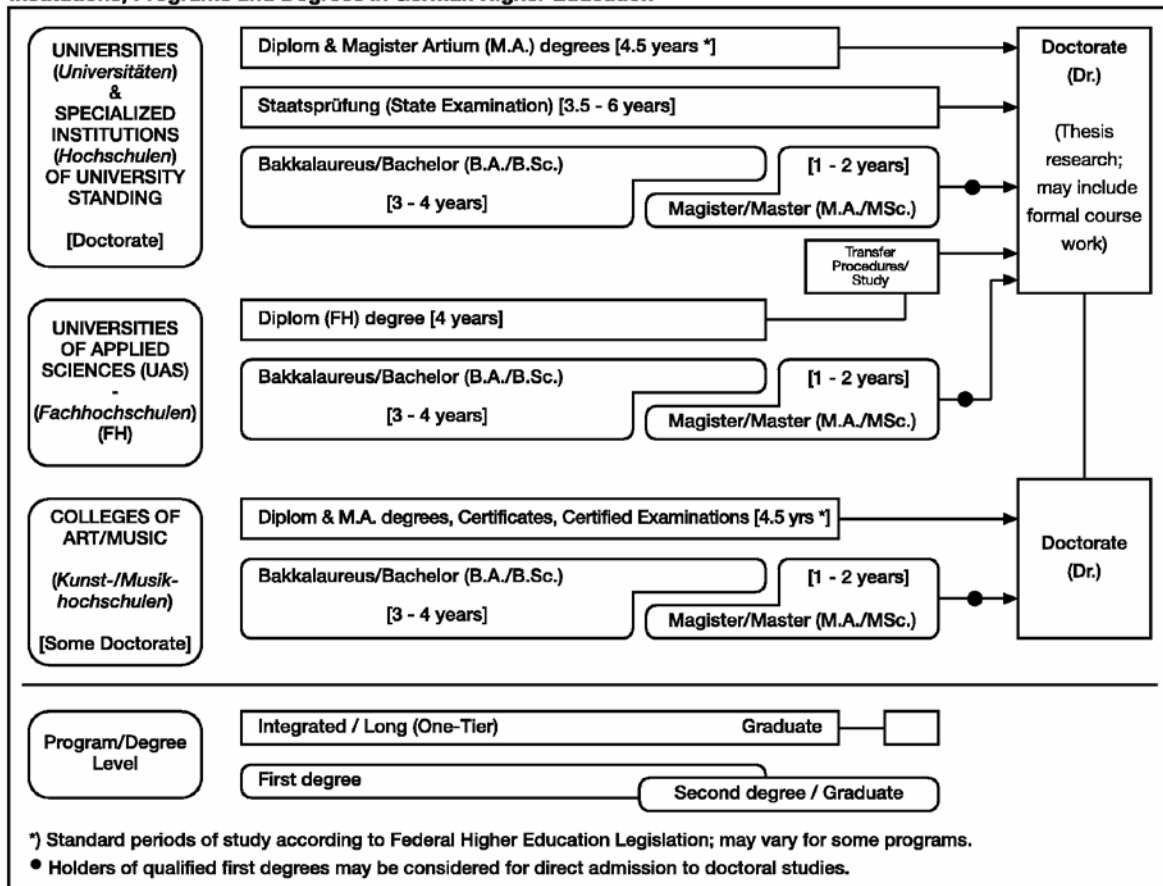 UNIVERSITIES
(Universitäten)
&
SPECIALIZED
INSTITUTIONS
(Hochschulen)
OF UNIVERSITY
STANDING
[Doctorate]
Diplom & Magister Artium (M.A.) degrees [4.5 years *]
Staatsprüfung (State Examination) [3.5 - 6 years]
Bakkalaureus/Bachelor (B.A./B.Sc.)
[3 - 4 years]
[1 - 2 years]
Magister/Master (M.A./MSc.)
Transfer
Procedures/
Study
Doctorate
(Dr.)
(Thesis
research;
may include
formal course
work)
UNIVERSITIES
OF APPLIED
SCIENCES (UAS)
-
(Fachhochschulen)
(FH)
Diplom (FH) degree [4 years]
Bakkalaureus/Bachelor (B.A./B.Sc.)
[3 - 4 years]
[1 - 2 years]
Magister/Master (M.A./MSc.)
COLLEGES OF
ART/MUSIC
(Kunst-/Musik-
hochschulen)
[Some Doctorate]
Diplom & M.A. degrees, Certificates, Certified Examinations [4.5 yrs *]
Bakkalaureus/Bachelor (B.A./B.Sc.)
[3 - 4 years]
[1 - 2 years]
Magister/Master (M.A./MSc.)
Doctorate
(Dr.)
Program/Degree
Level
Integrated / Long (One-Tier) Graduate
First degree
Second degree / Graduate
*) Standard periods of study according to Federal Higher Education Legislation; may vary for some programs.
● Holders of qualified first degrees may be considered for direct admission to doctoral studies.